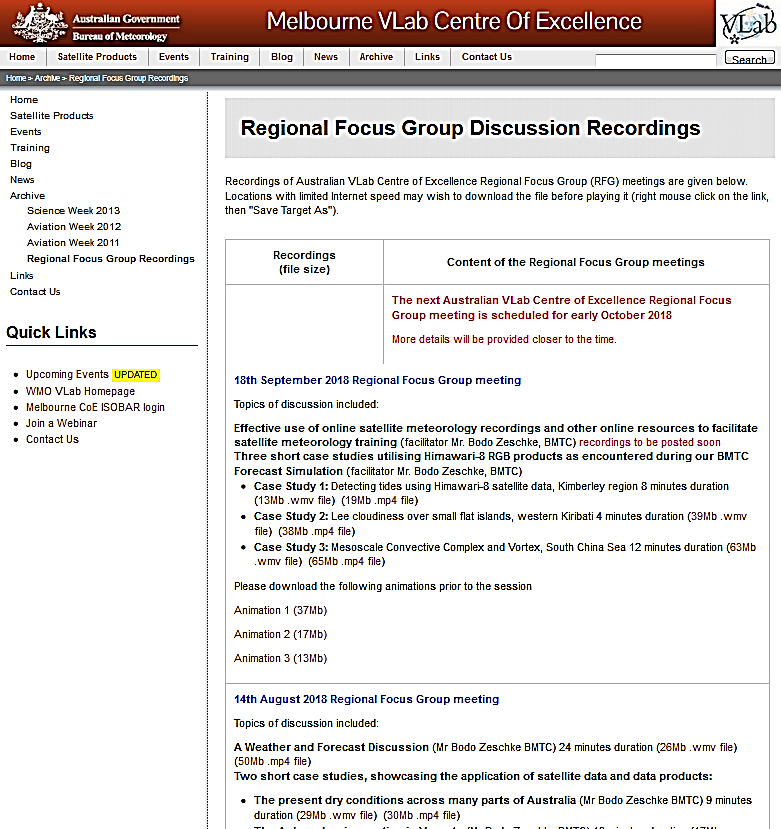 Australian Government
Bureau of Meteorology
Melbourne VLab Centre Of Excellence
VLab
Home
Satellite Products
Events
Training
Blog
News
Archive
Links
Contact Us
Search
Home > Archive > Regional Focus Group Recordings
Home
Satellite Products
Events
Training
Blog
News
Archive
Science Week 2013
Aviation Week 2012
Aviation Week 2011
Regional Focus Group Recordings
Links
Contact Us
Quick Links
Upcoming Events UPDATED
WMO VLab Homepage
Melbourne CoE ISOBAR login
Join a Webinar
Contact Us
Regional Focus Group Discussion Recordings
Recordings of Australian VLab Centre of Excellence Regional Focus Group (RFG) meetings are given below.
Locations with limited Internet speed may wish to download the file before playing it (right mouse click on the link,
then "Save Target As").
Recordings
(file size)
Content of the Regional Focus Group meetings
The next Australian VLab Centre of Excellence Regional Focus
Group meeting is scheduled for early October 2018
More details will be provided closer to the time.
18th September 2018 Regional Focus Group meeting
Topics of discussion included:
Effective use of online satellite meteorology recordings and other online resources to facilitate
satellite meteorology training (facilitator Mr. Bodo Zeschke, BMTC) recordings to be posted soon
Three short case studies utilising Himawari-8 RGB products as encountered during our BMTC
Forecast Simulation (facilitator Mr. Bodo Zeschke, BMTC)
Case Study 1: Detecting tides using Himawari-8 satellite data, Kimberley region 8 minutes duration
(13Mb .wmv file) (19Mb .mp4 file)
Case Study 2: Lee cloudiness over small flat islands, western Kiribati 4 minutes duration (39Mb .wmv
file) (38Mb .mp4 file)
Case Study 3: Mesoscale Convective Complex and Vortex, South China Sea 12 minutes duration (63Mb
.wmv file) (65Mb .mp4 file)
Please download the following animations prior to the session
Animation 1 (37Mb)
Animation 2 (17Mb)
Animation 3 (13Mb)
14th August 2018 Regional Focus Group meeting
Topics of discussion included:
A Weather and Forecast Discussion (Mr Bodo Zeschke BMTC) 24 minutes duration (26Mb .wmv file)
(50Mb .mp4 file)
Two short case studies, showcasing the application of satellite data and data products:
The present dry conditions across many parts of Australia (Mr Bodo Zeschke BMTC) 9 minutes
duration (29Mb .wmv file) (30Mb .mp4 file)